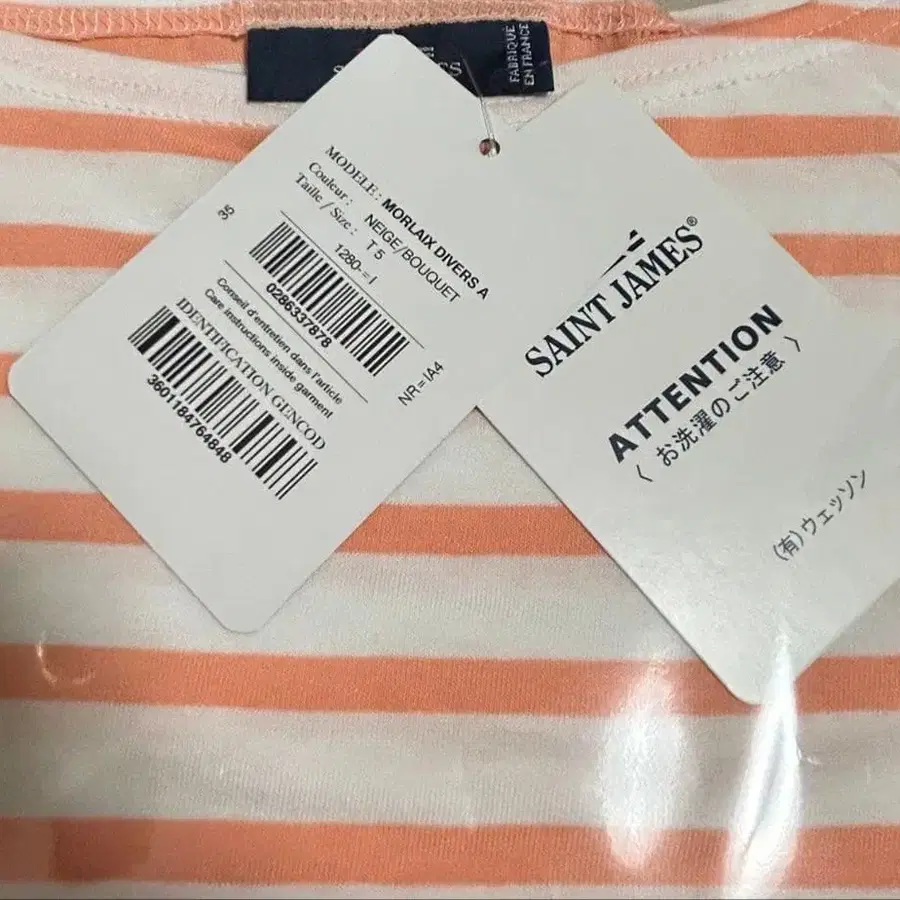 FABRIQUÉ
EN FRANCE
35
MODELE : MORLAIX DIVERS A
Couleur : NEIGE/BOUQUET
Taille / Size : T 5
1280-=I
0286337878
NR=IA4
Conseil d'entretien dans l'article
Care instructions inside garment
IDENTIFICATION GENCOD
3601184764848
SAINT JAMES®
ATTENTION
〈 お洗濯のご注意 〉
(有)ウェッソン